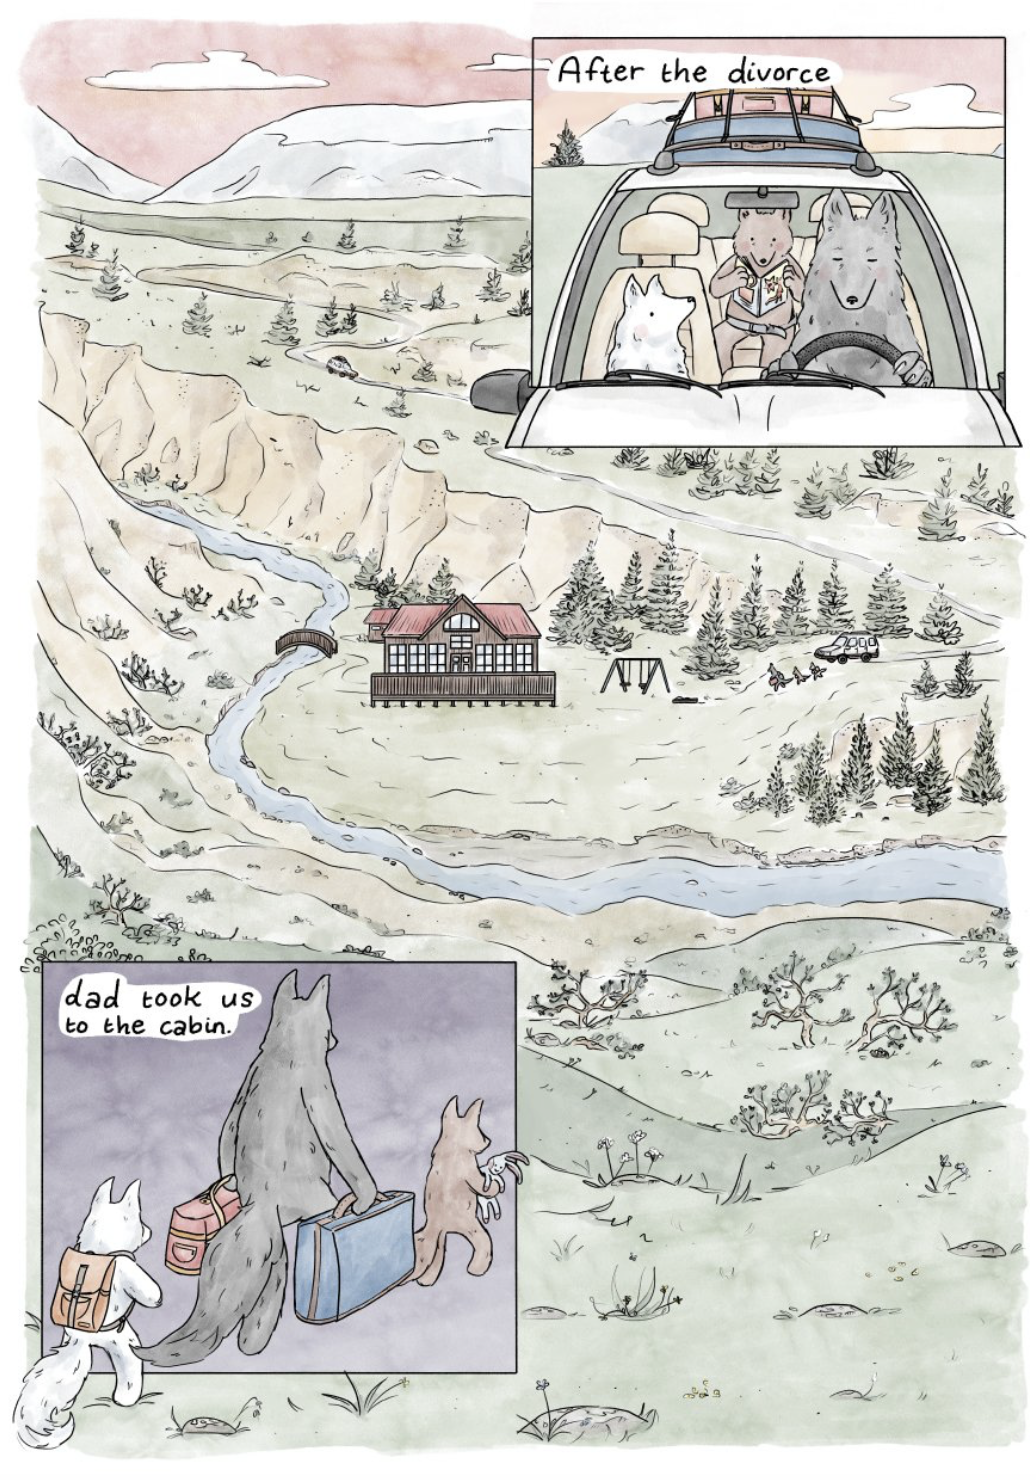 After the divorce
dad took us
to the cabin.